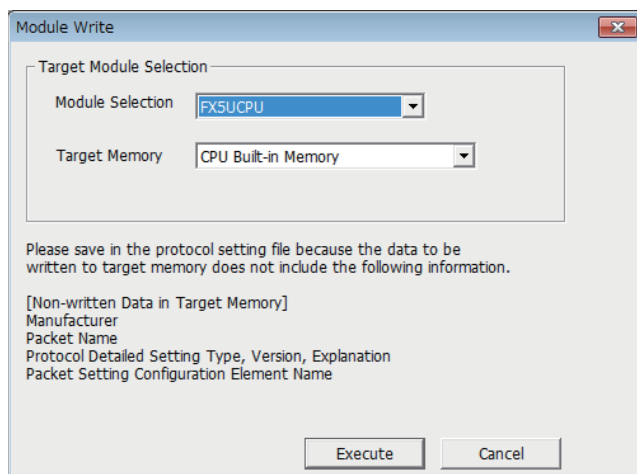 Module Write
Target Module Selection
Module Selection
FX5UCPU
Target Memory
CPU Built-in Memory
Please save in the protocol setting file because the data to be
written to target memory does not include the following information.
[Non-written Data in Target Memory]
Manufacturer
Packet Name
Protocol Detailed Setting Type, Version, Explanation
Packet Setting Configuration Element Name
Execute
Cancel